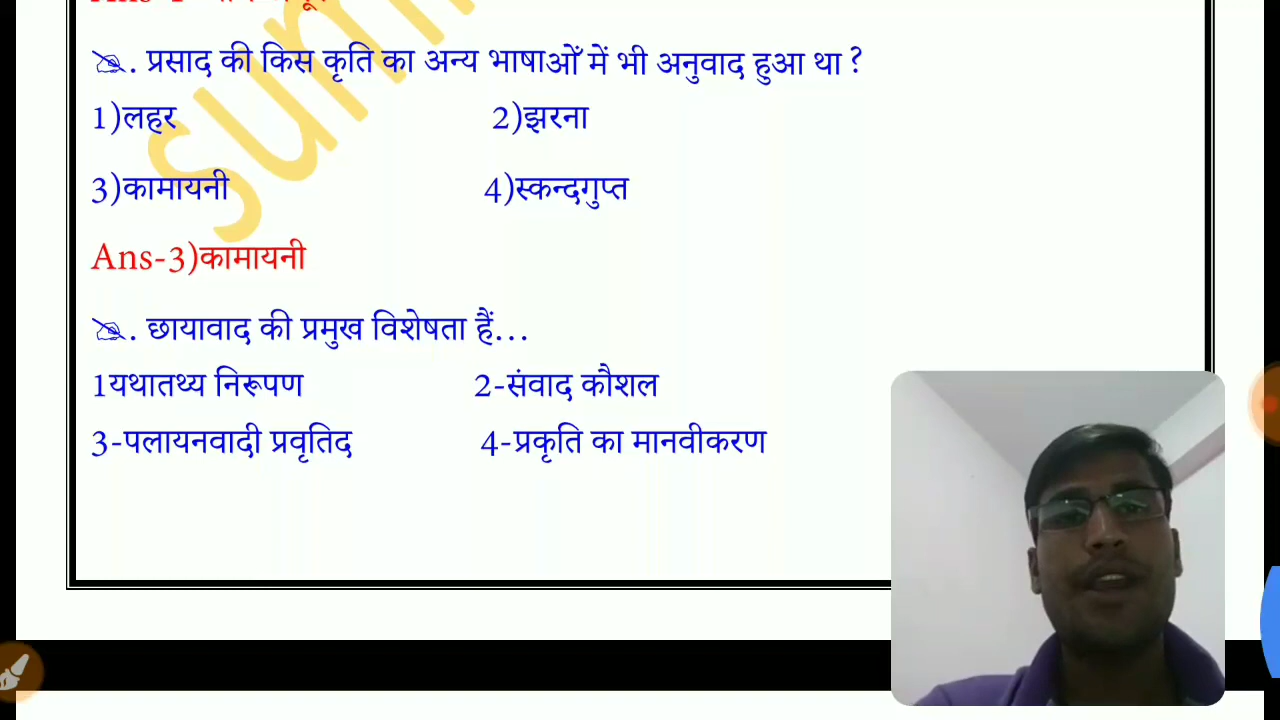 . प्रसाद की किस कृति का अन्य भाषाओँ में भी अनुवाद हुआ था ?
1)लहर 2)झरना
3)कामायनी 4)स्कन्दगुप्त
Ans-3)कामायनी
. छायावाद की प्रमुख विशेषता हैं...
1यथातथ्य निरूपण 2-संवाद कौशल
3-पलायनवादी प्रवृतिद 4-प्रकृति का मानवीकरण